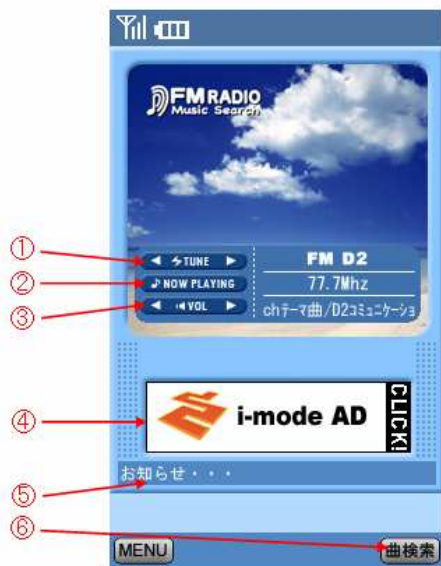 FM RADIO
Music Search
① TUNE
FM D2
② NOW PLAYING
77.7Mhz
③ VOL
chテーマ曲/D2コミュニケーショ
④ i-mode AD
CLICK!
お知らせ・・・
⑤
⑥
MENU
曲検索